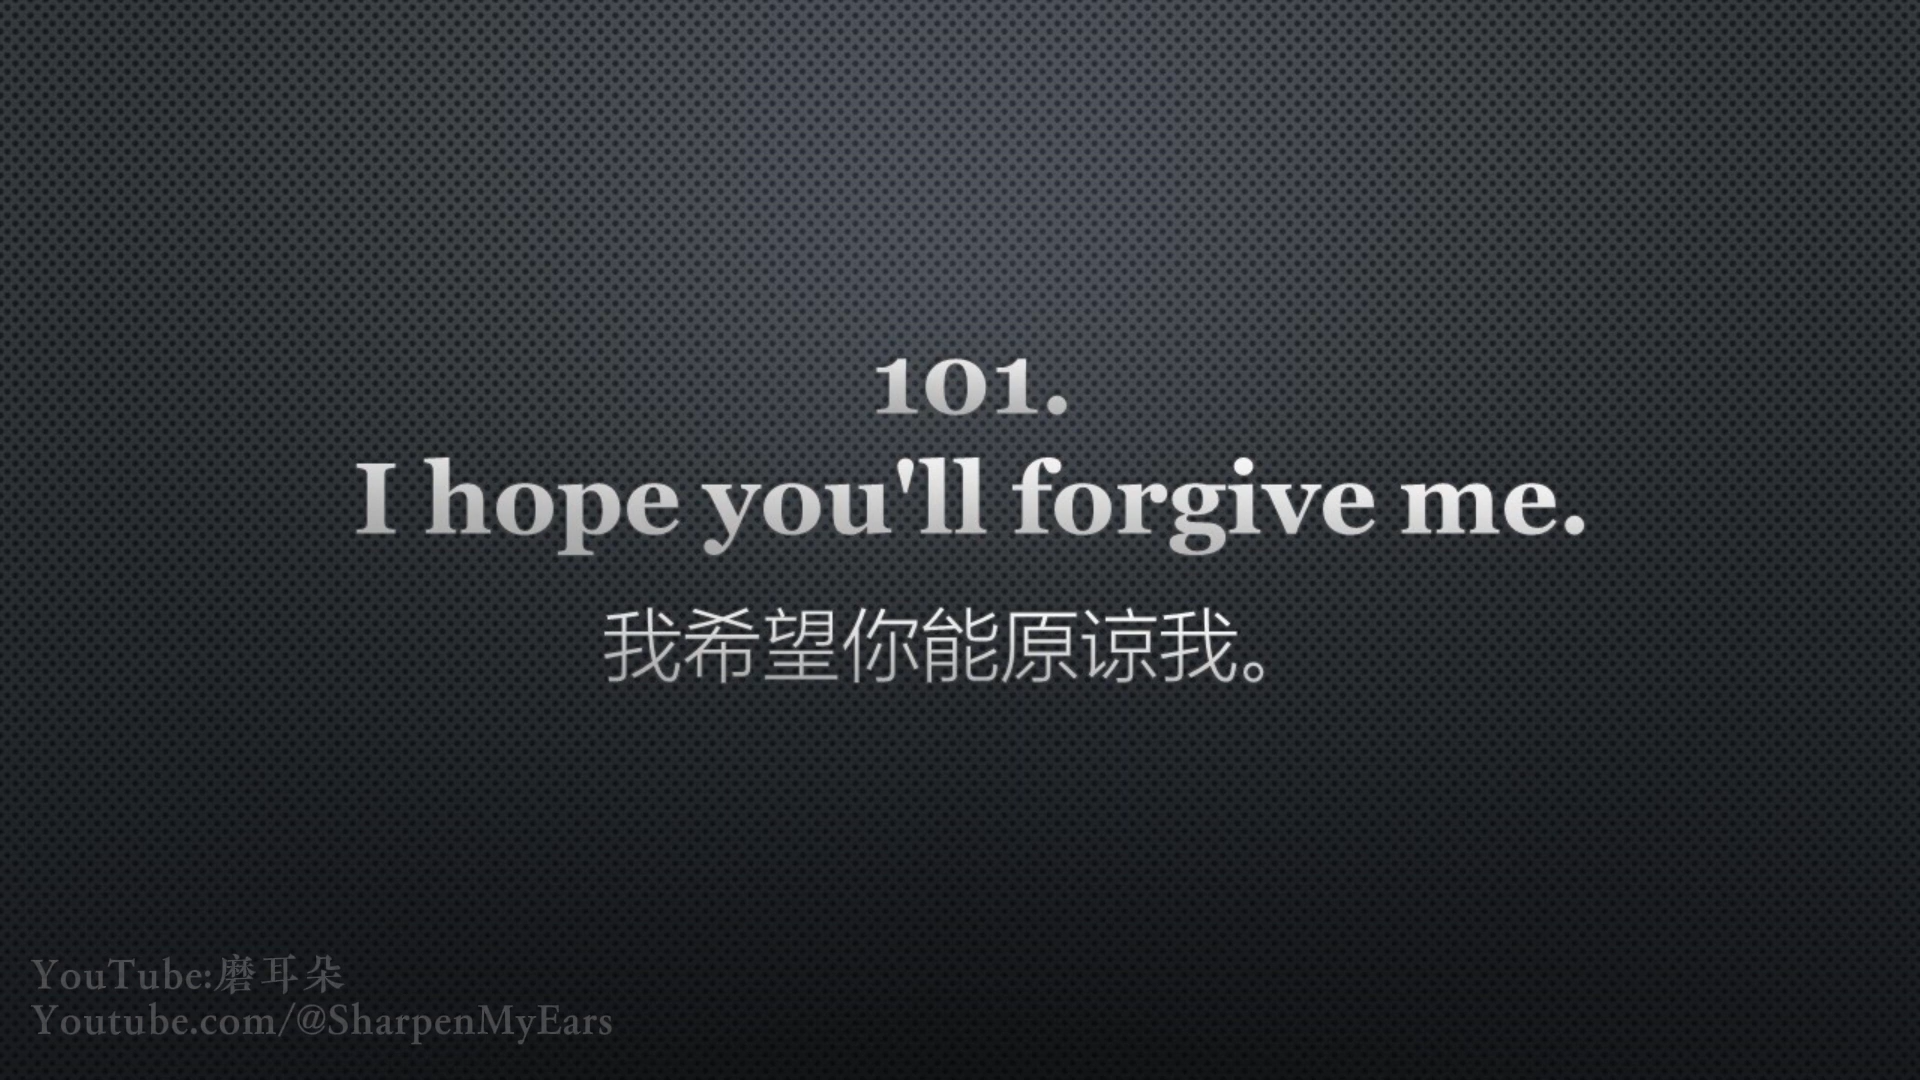 101.
I hope you'll forgive me.
我希望你能原谅我。
YouTube:磨耳朵
Youtube.com/@SharpenMyEars